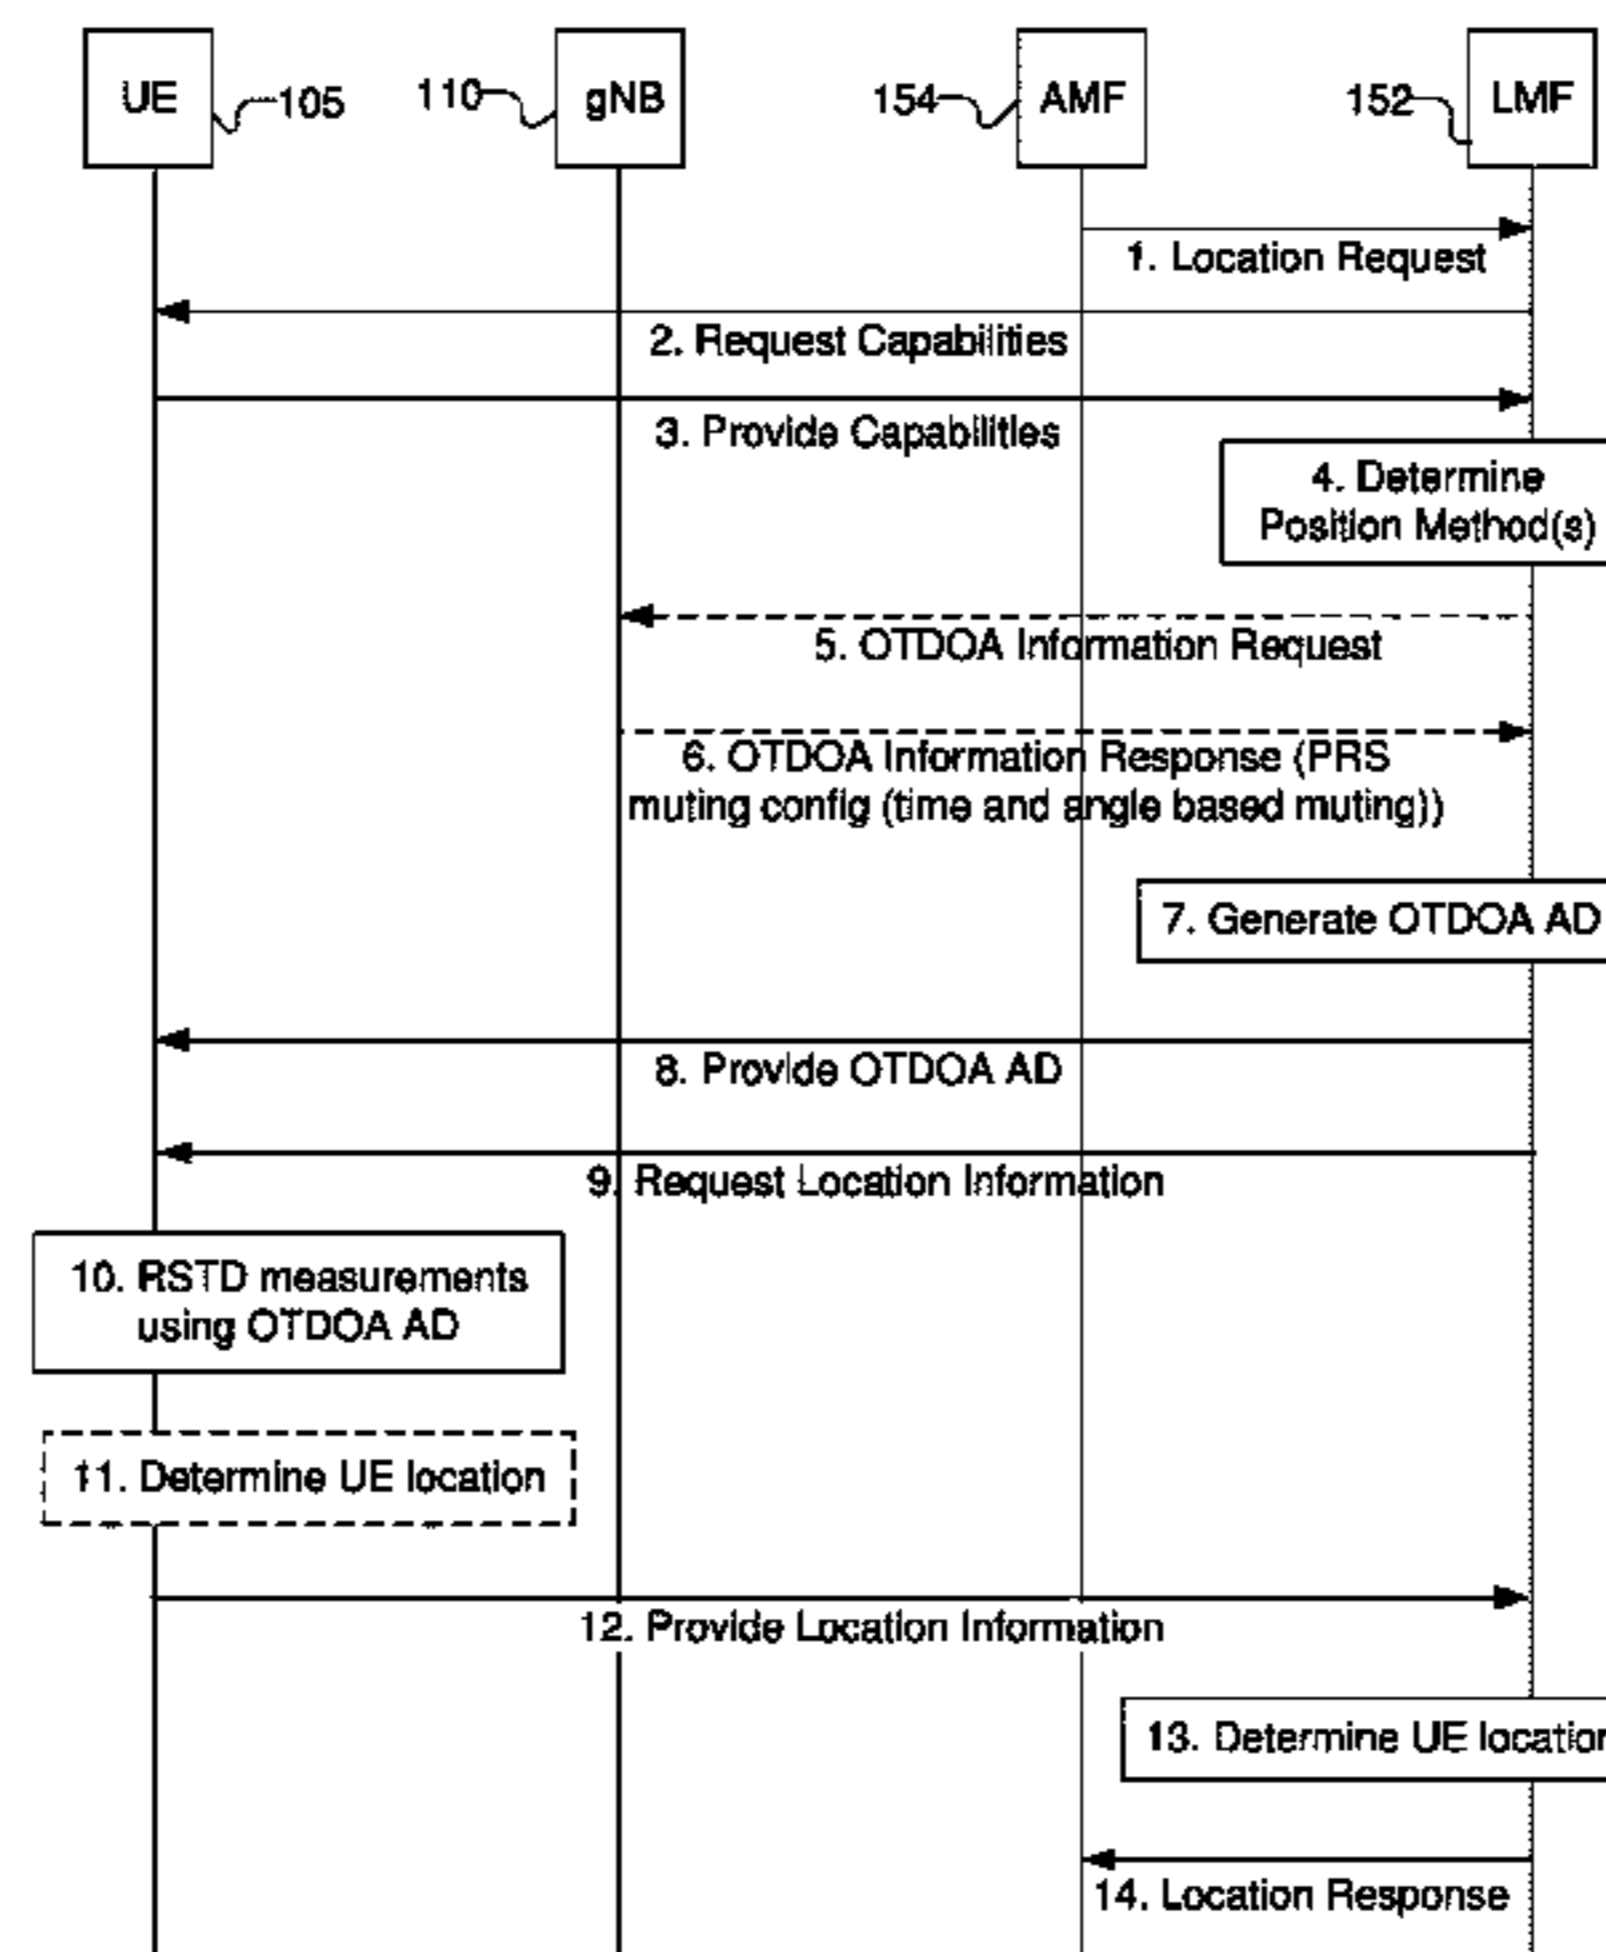 UE
105
110
gNB
154
AMF
152
LMF
1. Location Request
2. Request Capabilities
3. Provide Capabilities
4. Determine
Position Method(s)
5. OTDOA Information Request
6. OTDOA Information Response (PRS
muting config (time and angle based muting))
7. Generate OTDOA AD
8. Provide OTDOA AD
9. Request Location Information
10. RSTD measurements
using OTDOA AD
11. Determine UE location
12. Provide Location Information
13. Determine UE location
14. Location Response